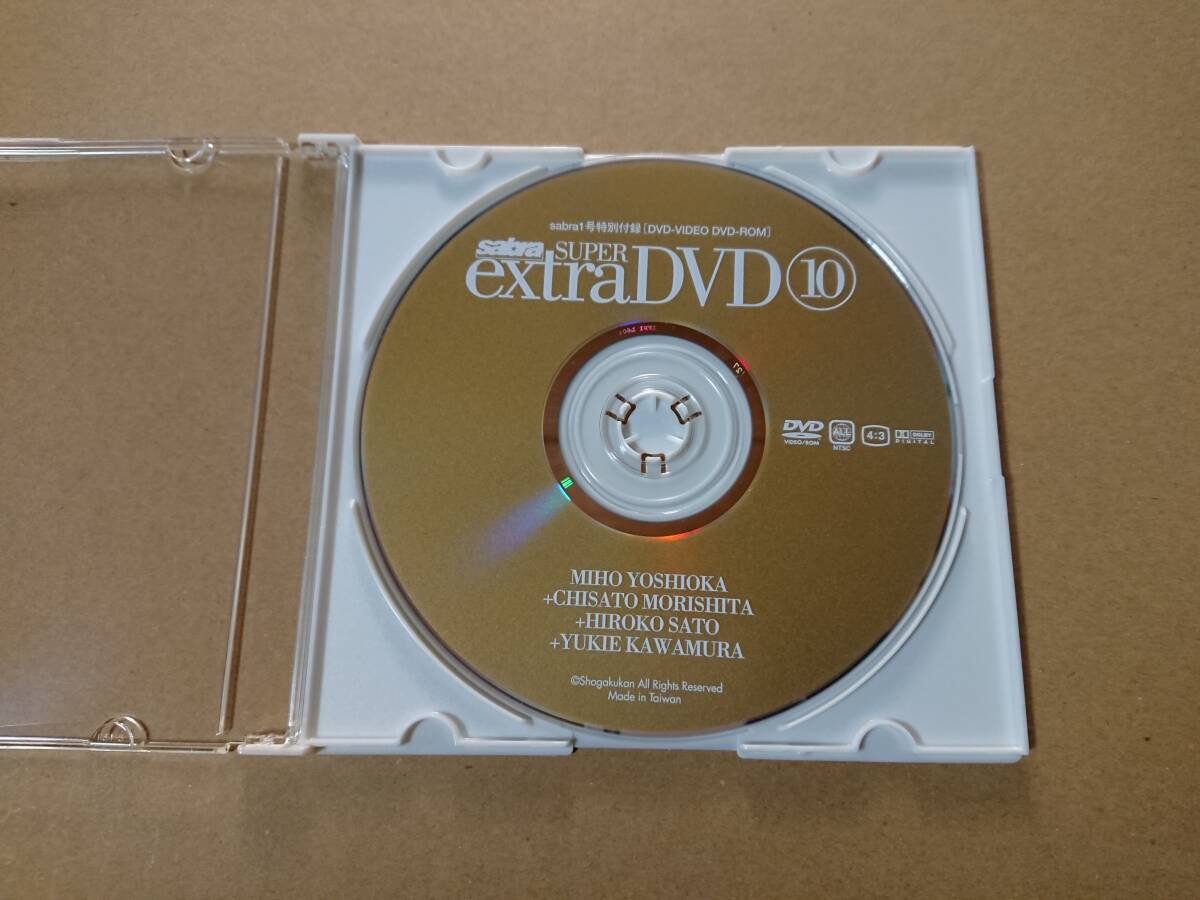 sabra1号特別付録[DVD-VIDEO DVD-ROM]
sabra SUPER
extraDVD⑩
DVD
VIDEO/ROM
ALL
NTSC
4:3
DOLBY
DIGITAL
MIHO YOSHIOKA
+CHISATO MORISHITA
+HIROKO SATO
+YUKIE KAWAMURA
©Shogakukan All Rights Reserved
Made in Taiwan